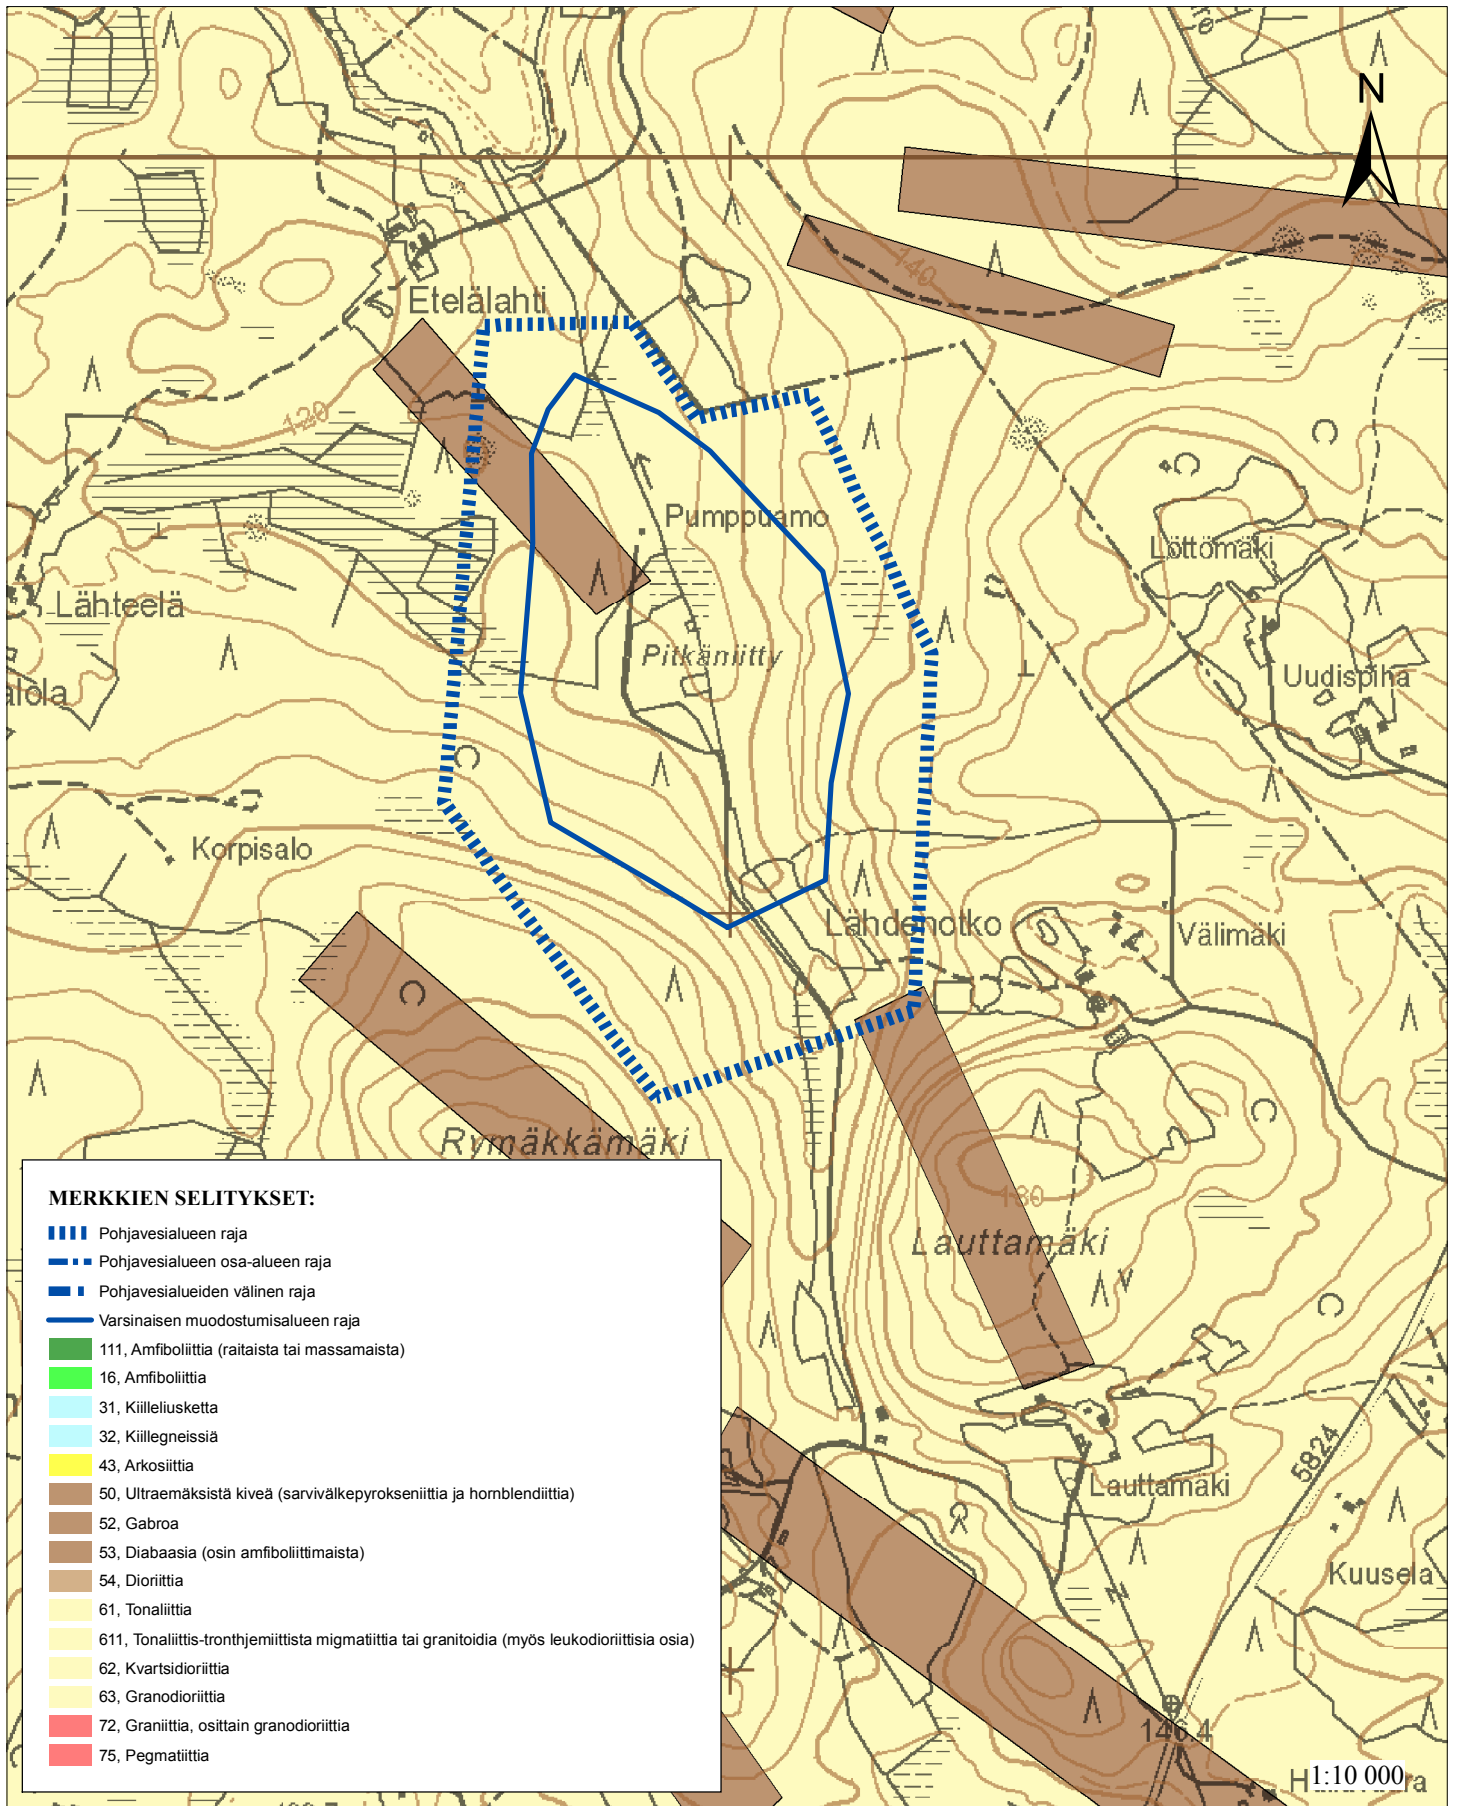 N
140
Etelälahti
120
Pumppuamo
Löttömäki
Lähteelä
Pitkäniitty
Uudispiha
alola
Korpisalo
Lähdenotko
Välimäki
Rymäkkämäki
180
Lauttamäki
5824
Lauttamäki
Kuusela
146.4
1:10 000
MERKKIEN SELITYKSET:
Pohjavesialueen raja
Pohjavesialueen osa-alueen raja
Pohjavesialueiden välinen raja
Varsinaisen muodostumisalueen raja
111, Amfiboliittia (raitaista tai massamaista)
16, Amfiboliittia
31, Kiilleliusketta
32, Kiillegneissiä
43, Arkosiittia
50, Ultraemäksistä kiveä (sarvivälkepyrokseniittia ja hornblendiittia)
52, Gabroa
53, Diabaasia (osin amfiboliittimaista)
54, Dioriittia
61, Tonaliittia
611, Tonaliittis-tronthjemiittista migmatiittia tai granitoidia (myös leukodioriittisia osia)
62, Kvartsidioriittia
63, Granodioriittia
72, Graniittia, osittain granodioriittia
75, Pegmatiittia